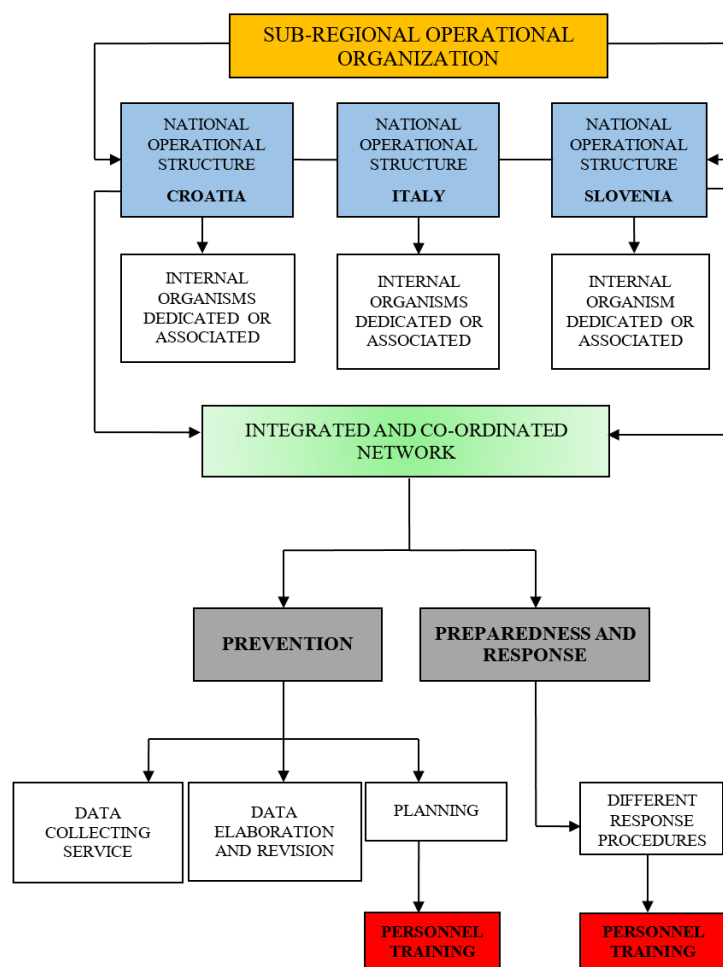 SUB-REGIONAL OPERATIONAL
ORGANIZATION
NATIONAL
OPERATIONAL
STRUCTURE
CROATIA
NATIONAL
OPERATIONAL
STRUCTURE
ITALY
NATIONAL
OPERATIONAL
STRUCTURE
SLOVENIA
INTERNAL
ORGANISMS
DEDICATED OR
ASSOCIATED
INTERNAL
ORGANISMS
DEDICATED OR
ASSOCIATED
INTERNAL
ORGANISM
DEDICATED OR
ASSOCIATED
INTEGRATED AND CO-ORDINATED
NETWORK
PREVENTION
PREPAREDNESS AND
RESPONSE
DATA
COLLECTING
SERVICE
DATA
ELABORATION
AND REVISION
PLANNING
DIFFERENT
RESPONSE
PROCEDURES
PERSONNEL
TRAINING
PERSONNEL
TRAINING